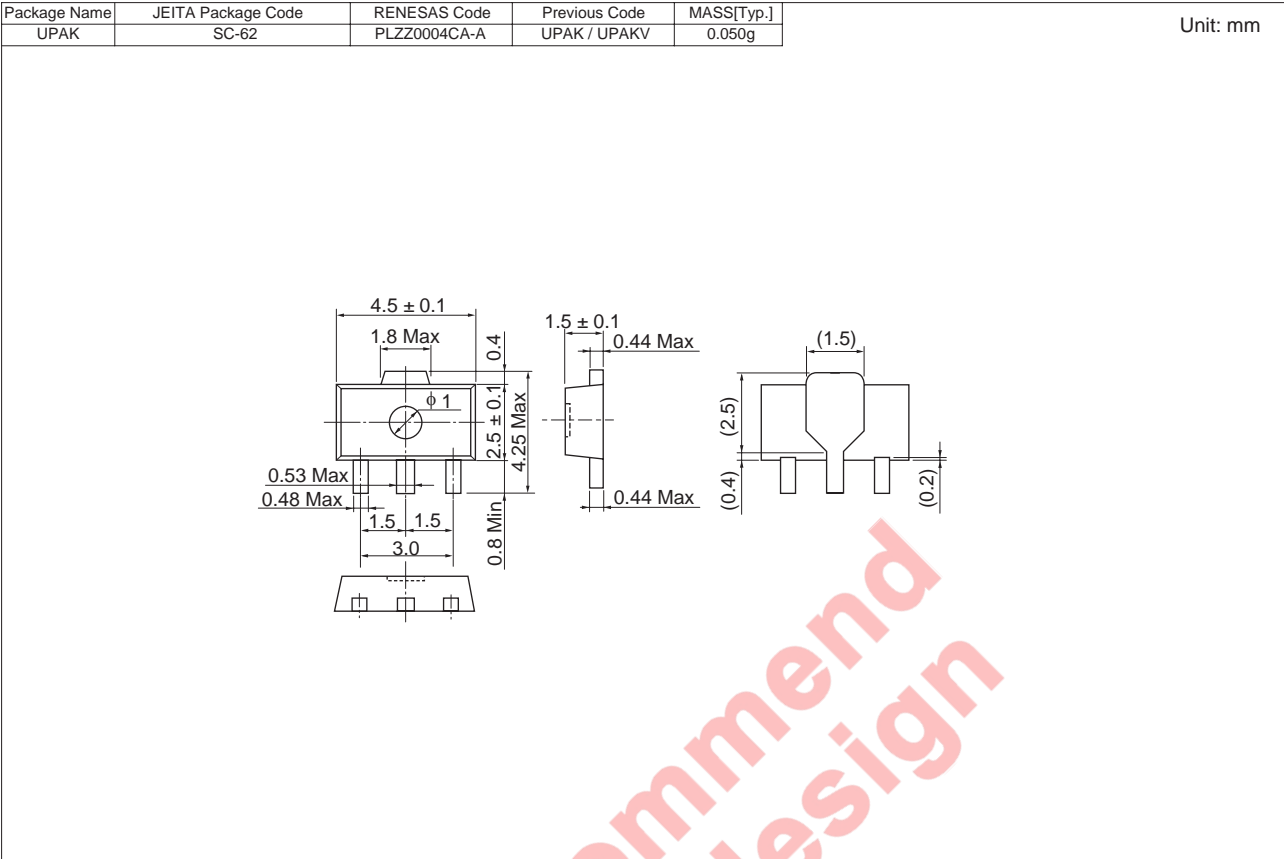 Package Name JEITA Package Code RENESAS Code Previous Code MASS[Typ.]
UPAK SC-62 PLZZ0004CA-A UPAK / UPAKV 0.050g
Unit: mm
4.5 ± 0.1
1.8 Max
0.4
ϕ 1
2.5 ± 0.1
4.25 Max
0.53 Max
0.48 Max
1.5 1.5
3.0
0.8 Min
1.5 ± 0.1
0.44 Max
0.44 Max
(1.5)
(2.5)
(0.4)
(0.2)
mmend
design